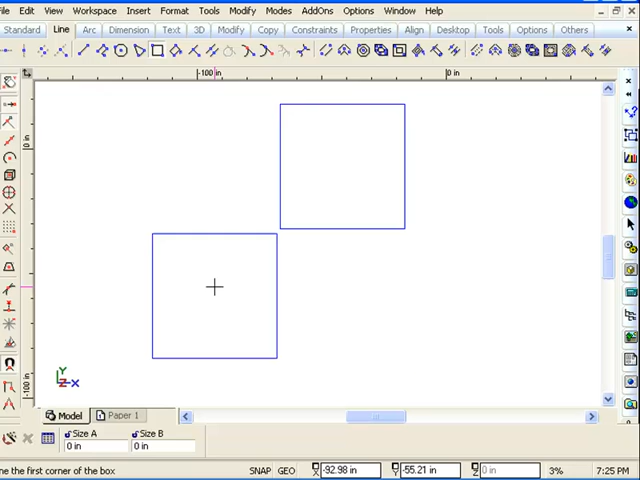 File Edit View Workspace Insert Format Tools Modify Modes AddOns Options Window Help
Standard Line Arc Dimension Text 3D Modify Copy Constraints Properties Align Desktop Tools Options Others
-100 in 0 in
0 in
-100 in
Y
Z X
Model Paper 1
Size A Size B
0 in 0 in
ne the first corner of the box SNAP GEO X -92.98 in Y -55.21 in Z 0 in 3% 7:25 PM